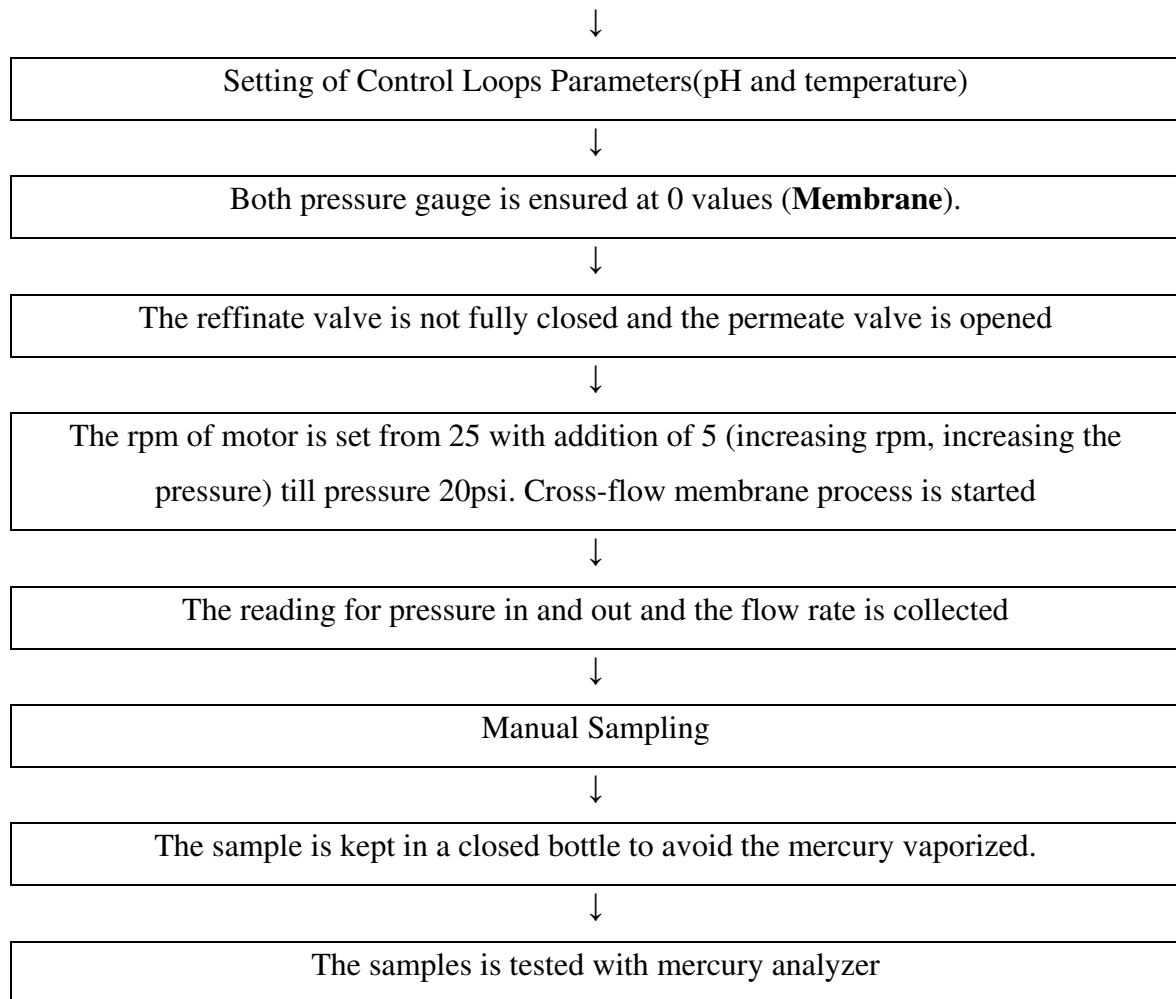 ↓
Setting of Control Loops Parameters(pH and temperature)
↓
Both pressure gauge is ensured at 0 values (Membrane).
↓
The reffinate valve is not fully closed and the permeate valve is opened
↓
The rpm of motor is set from 25 with addition of 5 (increasing rpm, increasing the
pressure) till pressure 20psi. Cross-flow membrane process is started
↓
The reading for pressure in and out and the flow rate is collected
↓
Manual Sampling
↓
The sample is kept in a closed bottle to avoid the mercury vaporized.
↓
The samples is tested with mercury analyzer